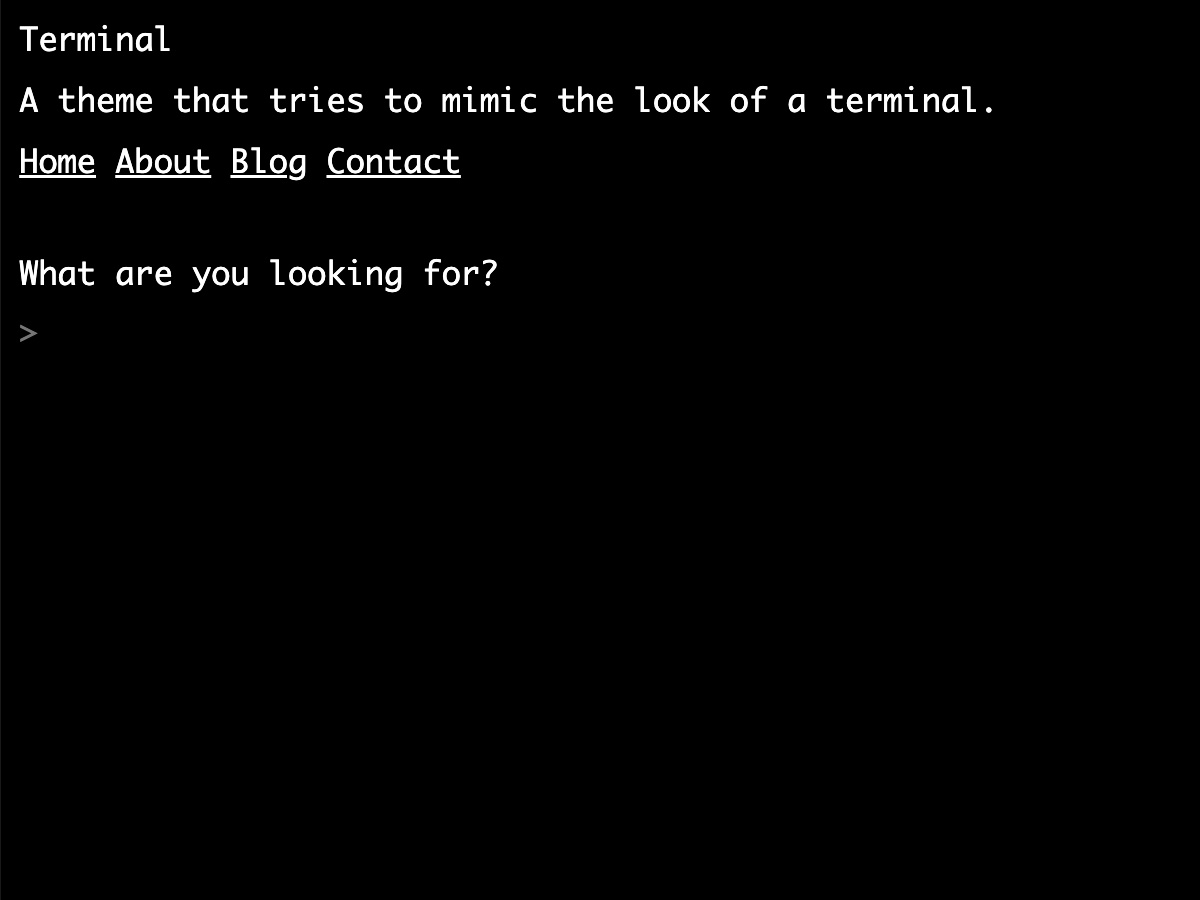 Terminal
A theme that tries to mimic the look of a terminal.
Home About Blog Contact
What are you looking for?
>